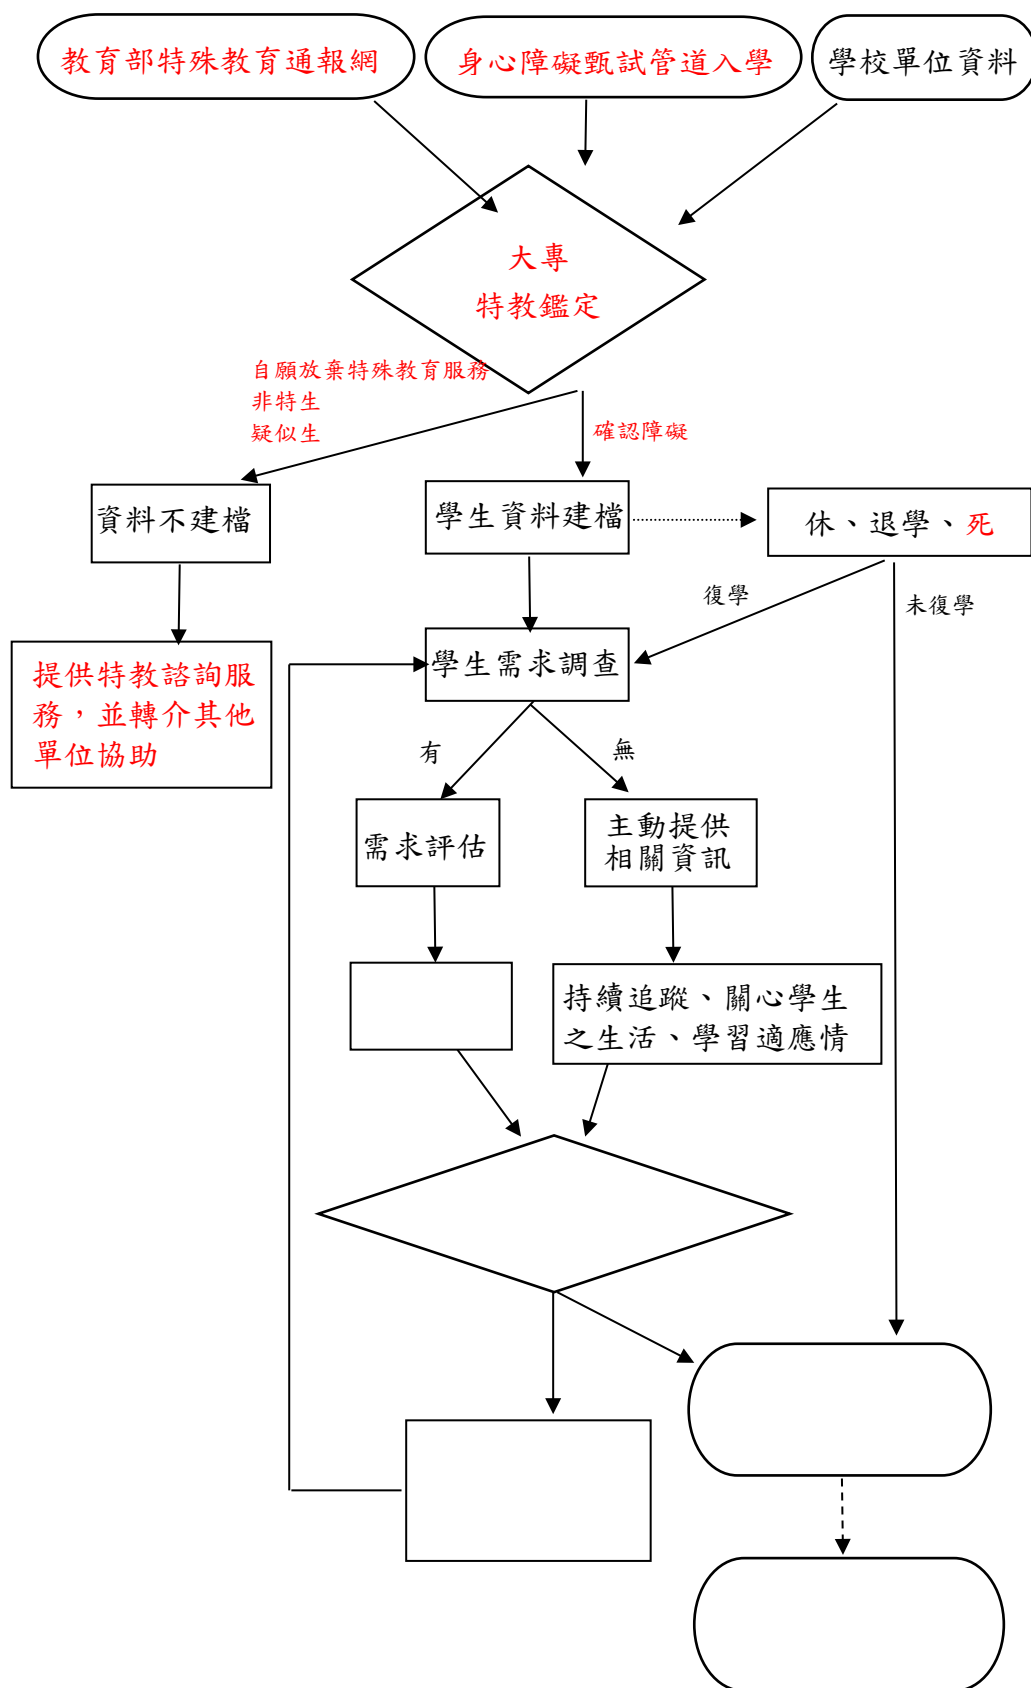 教育部特殊教育通報網
身心障礙甄試管道入學
學校單位資料
大專
特教鑑定
自願放棄特殊教育服務
非特生
疑似生
確認障礙
資料不建檔
學生資料建檔
休、退學、死
復學
未復學
提供特教諮詢服
務，並轉介其他
單位協助
學生需求調查
有
無
需求評估
主動提供
相關資訊
持續追蹤、關心學生
之生活、學習適應情